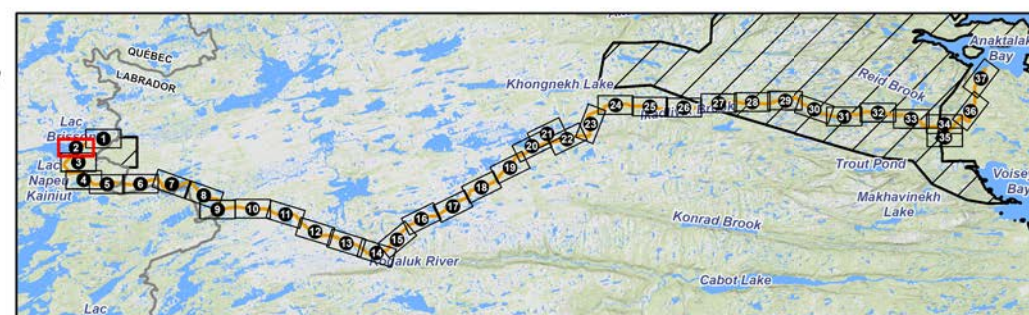 Anaktalak
Bay
QUÉBEC
LABRADOR
Khongnekh Lake
Reid Brook
37
24 25 26 27 28 29 30 31 32 33 34 35 36
Brook
23
Lac
Brisson
1
2
3
21
20 22
Lac
Napeu
Kainiut
4 5 6 7 8
19
18
Trout Pond
Voisey
Bay
Makhavinekh
Lake
9 10 11 12 13 14 15 16 17
Konrad Brook
Kogaluk River
Cabot Lake
Lac